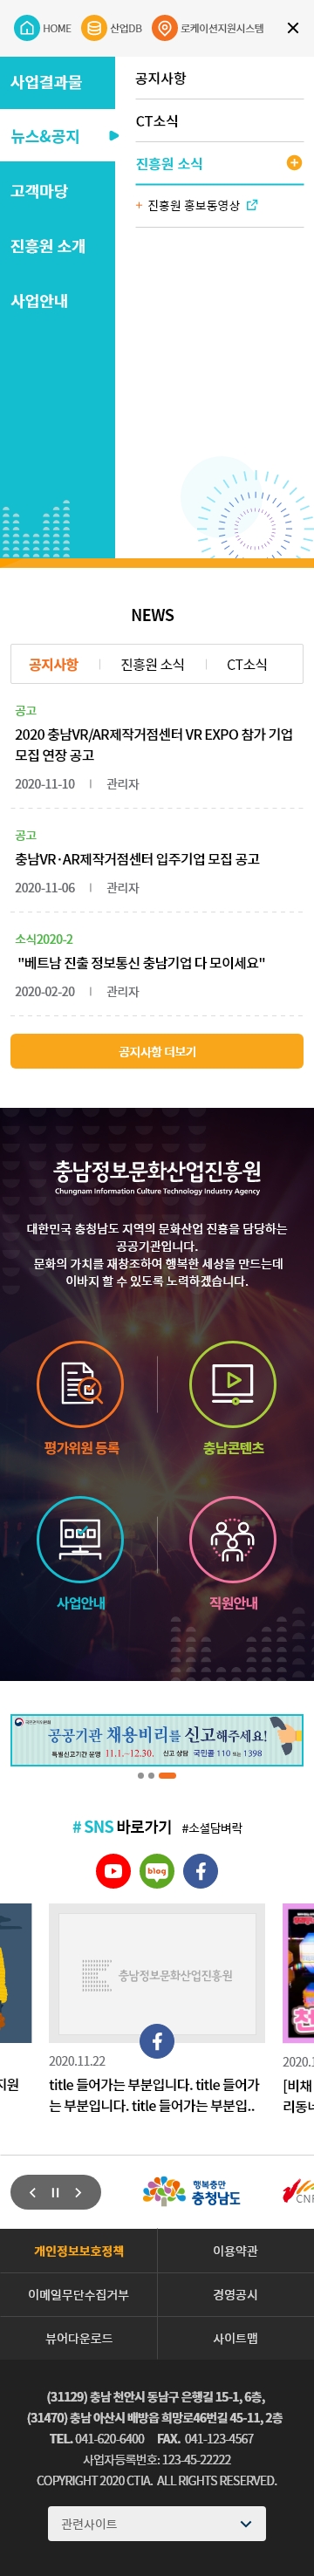 HOME 산업DB 로케이션지원시스템
사업결과물
뉴스&공지
고객마당
진흥원 소개
사업안내
공지사항
CT소식
진흥원 소식
+ 진흥원 홍보동영상
NEWS
공지사항 진흥원 소식 CT소식
공고
2020 충남VR/AR제작거점센터 VR EXPO 참가 기업
모집 연장 공고
2020-11-10 관리자
공고
충남VR·AR제작거점센터 입주기업 모집 공고
2020-11-06 관리자
소식2020-2
"베트남 진출 정보통신 충남기업 다 모이세요"
2020-02-20 관리자
공지사항 더보기
충남정보문화산업진흥원
Chungnam Information Culture Technology Industry Agency
대한민국 충청남도 지역의 문화산업 진흥을 담당하는
공공기관입니다.
문화의 가치를 재창조하여 행복한 세상을 만드는데
이바지 할 수 있도록 노력하겠습니다.
평가위원 등록 충남콘텐츠
사업안내 직원안내
공공기관 채용비리를 신고해주세요!
특별신고기간 운영 11.1.~12.30. 신고 상담 국민콜 110 또는 1398
# SNS 바로가기 #소셜담벼락
blog
충남정보문화산업진흥원
2020.11.22
title 들어가는 부분입니다. title 들어가
는 부분입니다. title 들어가는 부분입..
지원
2020.1
[비채
리동네
행복충만
충청남도
CNF
개인정보보호정책 이용약관
이메일무단수집거부 경영공시
뷰어다운로드 사이트맵
(31129) 충남 천안시 동남구 은행길 15-1, 6층,
(31470) 충남 아산시 배방읍 희망로46번길 45-11, 2층
TEL. 041-620-6400 FAX. 041-123-4567
사업자등록번호: 123-45-22222
COPYRIGHT 2020 CTIA. ALL RIGHTS RESERVED.
관련사이트